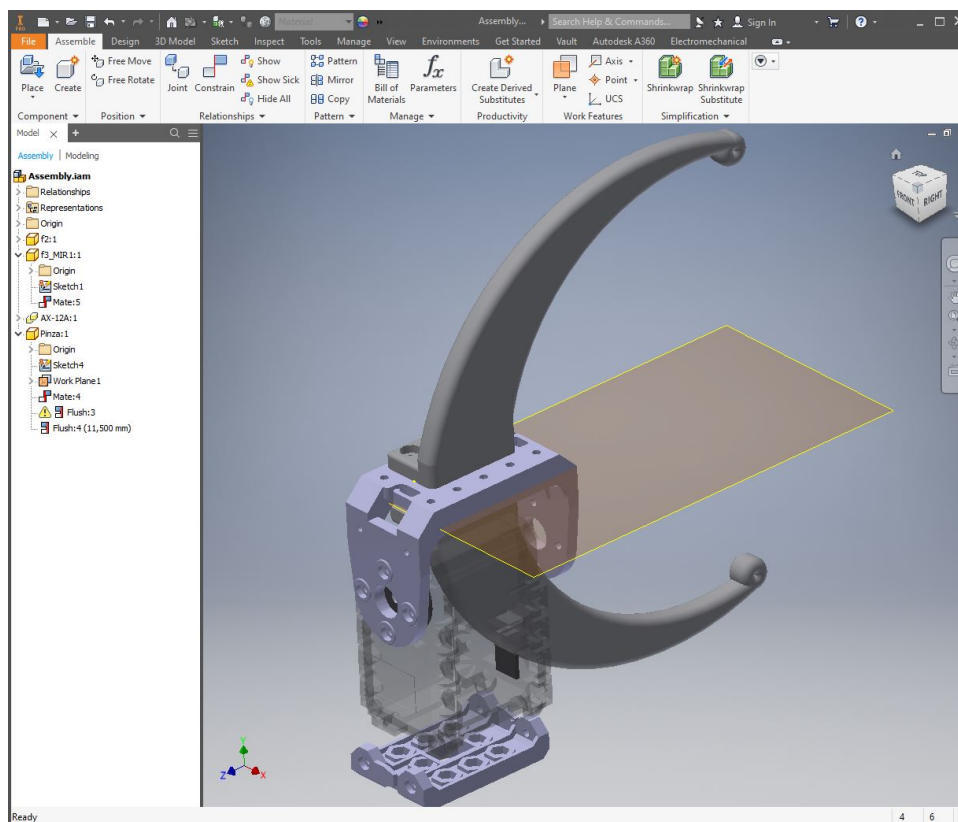 I
PRO
Material
Assembly...
Search Help & Commands...
Sign In
File Assemble Design 3D Model Sketch Inspect Tools Manage View Environments Get Started Vault Autodesk A360 Electromechanical
Place
Create
Free Move
Free Rotate
Joint
Constrain
Show
Show Sick
Hide All
Pattern
Mirror
Copy
Bill of
Materials
fx
Parameters
Create Derived
Substitutes
Plane
Axis
Point
UCS
Shrinkwrap
Shrinkwrap
Substitute
Component
Position
Relationships
Pattern
Manage
Productivity
Work Features
Simplification
Model
Assembly | Modeling
Assembly.iam
Relationships
Representations
Origin
f2:1
f3_MIR1:1
Origin
Sketch1
Mate:5
AX-12A:1
Pinza:1
Origin
Sketch4
Work Plane1
Mate:4
Flush:3
Flush:4 (11,500 mm)
TOP
FRONT
RIGHT
Y
Z
X
Ready
4 6